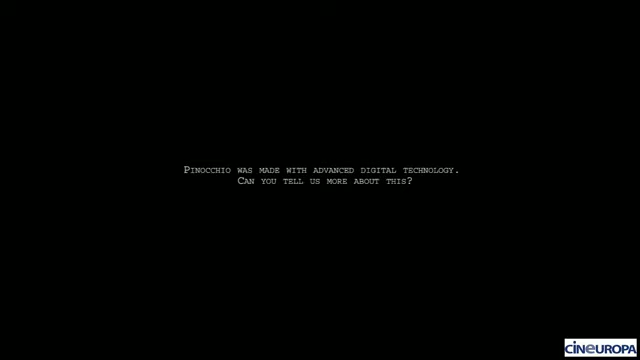 PINOCCHIO WAS MADE WITH ADVANCED DIGITAL TECHNOLOGY.
CAN YOU TELL US MORE ABOUT THIS?
CINEUROPA